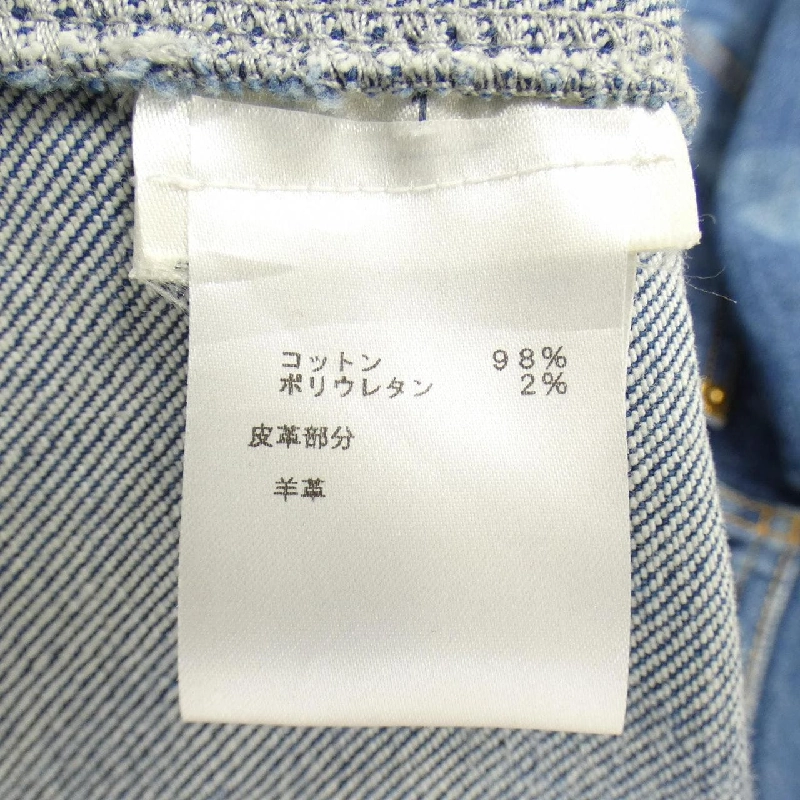 コットン 98%
ポリウレタン 2%
皮革部分
羊革